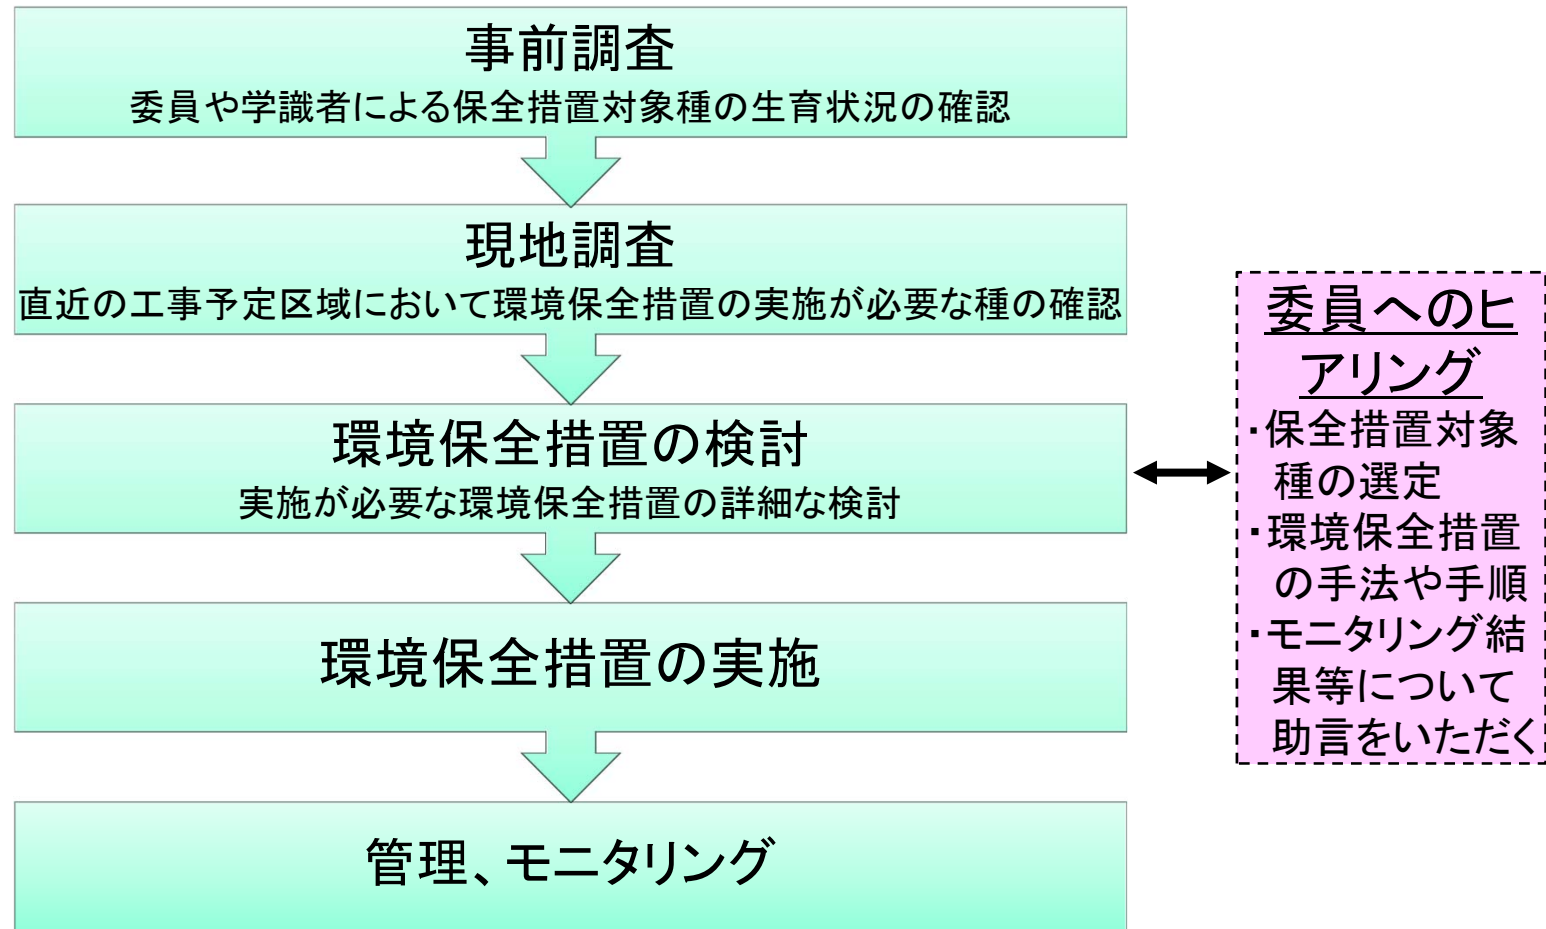 事前調査
委員や学識者による保全措置対象種の生育状況の確認
現地調査
直近の工事予定区域において環境保全措置の実施が必要な種の確認
環境保全措置の検討
実施が必要な環境保全措置の詳細な検討
環境保全措置の実施
管理、モニタリング
委員へのヒ
アリング
・保全措置対象
種の選定
・環境保全措置
の手法や手順
・モニタリング結
果等について
助言をいただく